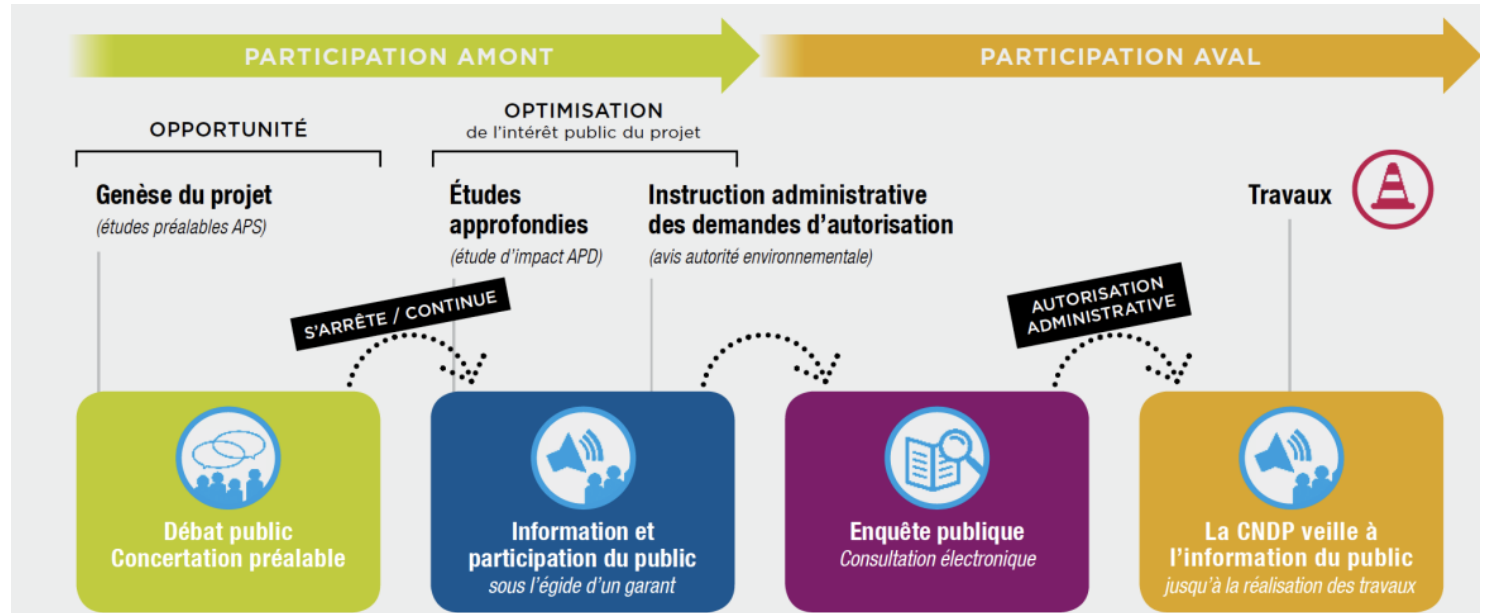 PARTICIPATION AMONT
PARTICIPATION AVAL
OPPORTUNITÉ
OPTIMISATION
de l'intérêt public du projet
Genèse du projet
(études préalables APS)
Études
approfondies
(étude d'impact APD)
Instruction administrative
des demandes d'autorisation
(avis autorité environnementale)
Travaux
S'ARRÊTE / CONTINUE
AUTORISATION
ADMINISTRATIVE
Débat public
Concertation préalable
Information et
participation du public
sous l'égide d'un garant
Enquête publique
Consultation électronique
La CNDP veille à
l'information du public
jusqu'à la réalisation des travaux